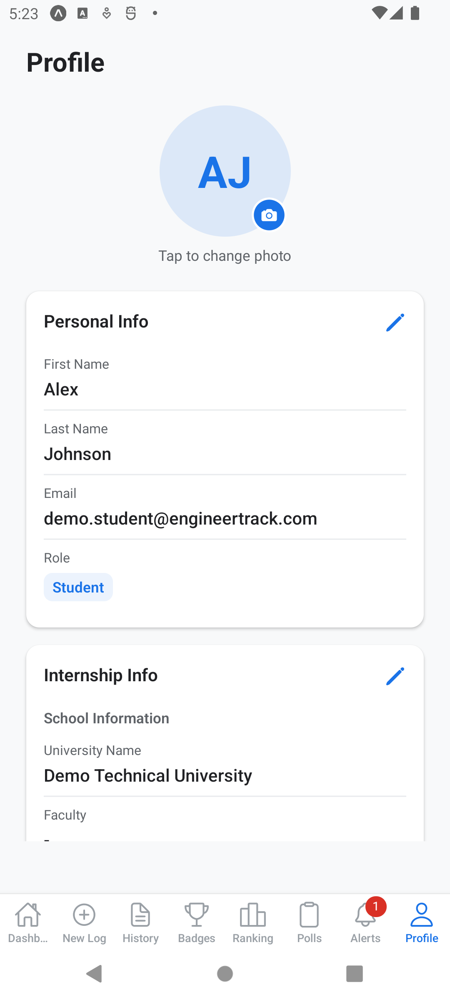 5:23
Profile
AJ
Tap to change photo
Personal Info
First Name
Alex
Last Name
Johnson
Email
demo.student@engineertrack.com
Role
Student
Internship Info
School Information
University Name
Demo Technical University
Faculty
1
Dashb... New Log History Badges Ranking Polls Alerts Profile